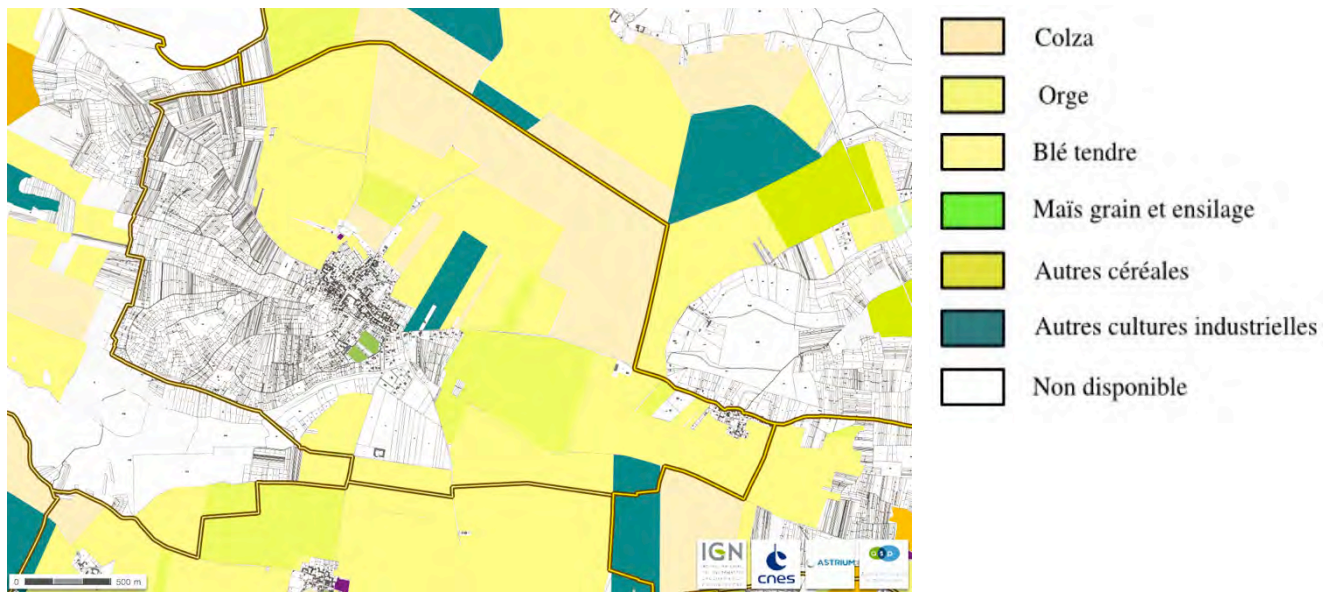 Colza
Orge
Blé tendre
Maïs grain et ensilage
Autres céréales
Autres cultures industrielles
Non disponible
0 500 m
IGN
cnes
ASTRIUM
asp